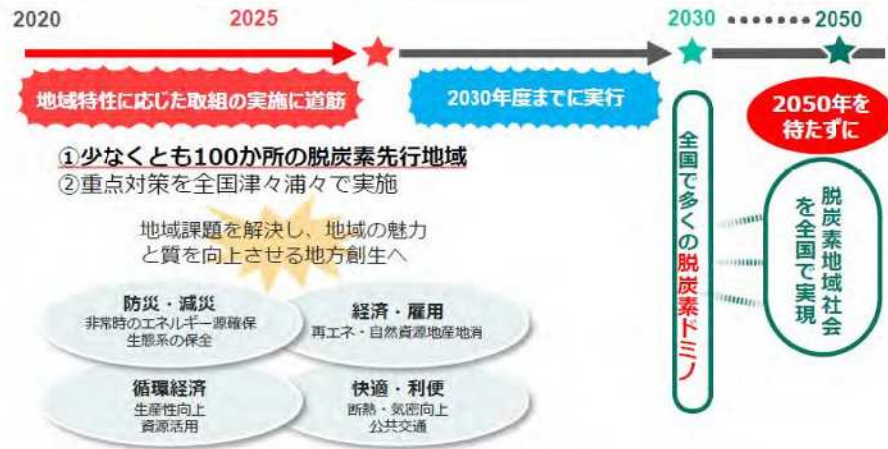 2020
2025
2030
2050
地域特性に応じた取組の実施に道筋
2030年度までに実行
2050年を
待たずに
①少なくとも100か所の脱炭素先行地域
②重点対策を全国津々浦々で実施
地域課題を解決し、地域の魅力
と質を向上させる地方創生へ
防災・減災
非常時のエネルギー源確保
生態系の保全
経済・雇用
再エネ・自然資源地産地消
循環経済
生産性向上
資源活用
快適・利便
断熱・気密向上
公共交通
全国で多くの脱炭素ドミノ
脱炭素地域社会
を全国で実現